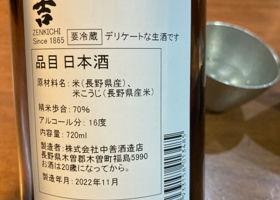 吉
ZENKICHI
Since 1865
要冷蔵 デリケートな生酒です
品目 日本酒
原材料名：米（長野県産）、
米こうじ（長野県産米）
精米歩合：70%
アルコール分：16度
内容量：720ml
製造者：株式会社中善酒造店
長野県木曽郡木曽町福島5990
お酒は20歳になってから。
製造年月：2022年11月